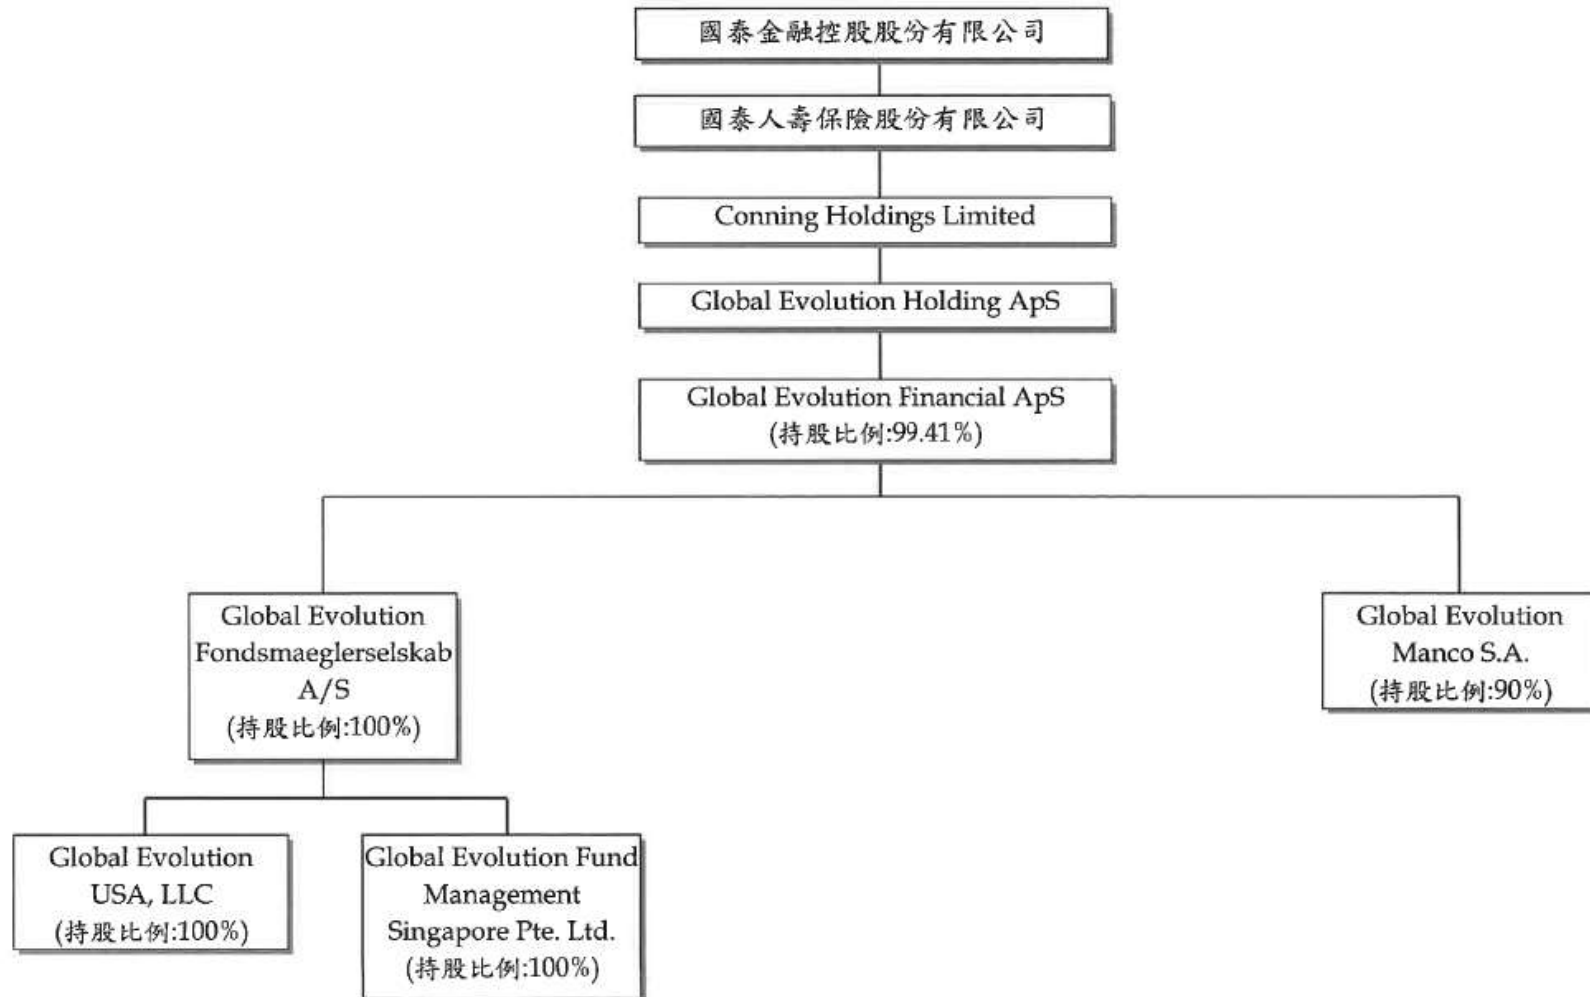 國泰金融控股股份有限公司
國泰人壽保險股份有限公司
Conning Holdings Limited
Global Evolution Holding ApS
Global Evolution Financial ApS
(持股比例:99.41%)
Global Evolution
Fondsmaeglerselskab
A/S
(持股比例:100%)
Global Evolution
Manco S.A.
(持股比例:90%)
Global Evolution
USA, LLC
(持股比例:100%)
Global Evolution Fund
Management
Singapore Pte. Ltd.
(持股比例:100%)